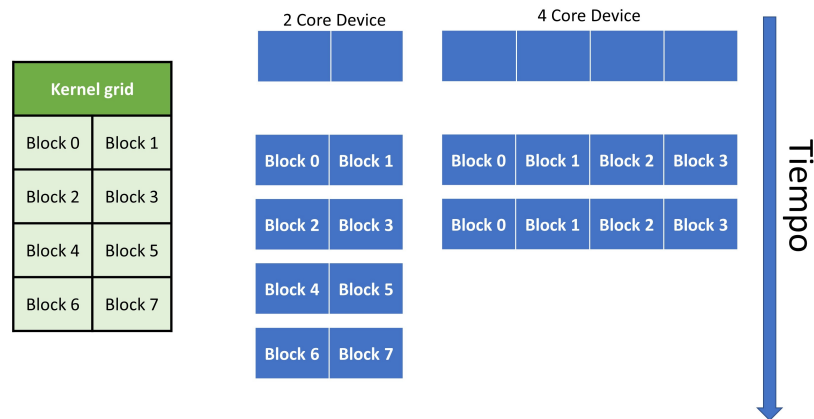 2 Core Device
4 Core Device
Kernel grid
Block 0 Block 1
Block 2 Block 3
Block 4 Block 5
Block 6 Block 7
Block 0 Block 1
Block 2 Block 3
Block 4 Block 5
Block 6 Block 7
Block 0 Block 1 Block 2 Block 3
Block 0 Block 1 Block 2 Block 3
Tiempo